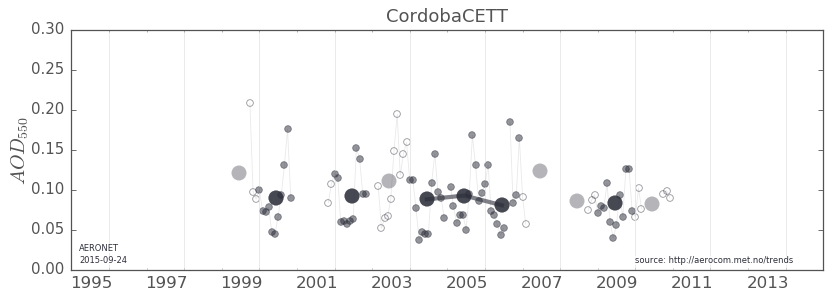 CordobaCETT
0.30
0.25
0.20
0.15
0.10
0.05
0.00
AOD550
AERONET
2015-09-24
source: http://aerocom.met.no/trends
1995 1997 1999 2001 2003 2005 2007 2009 2011 2013